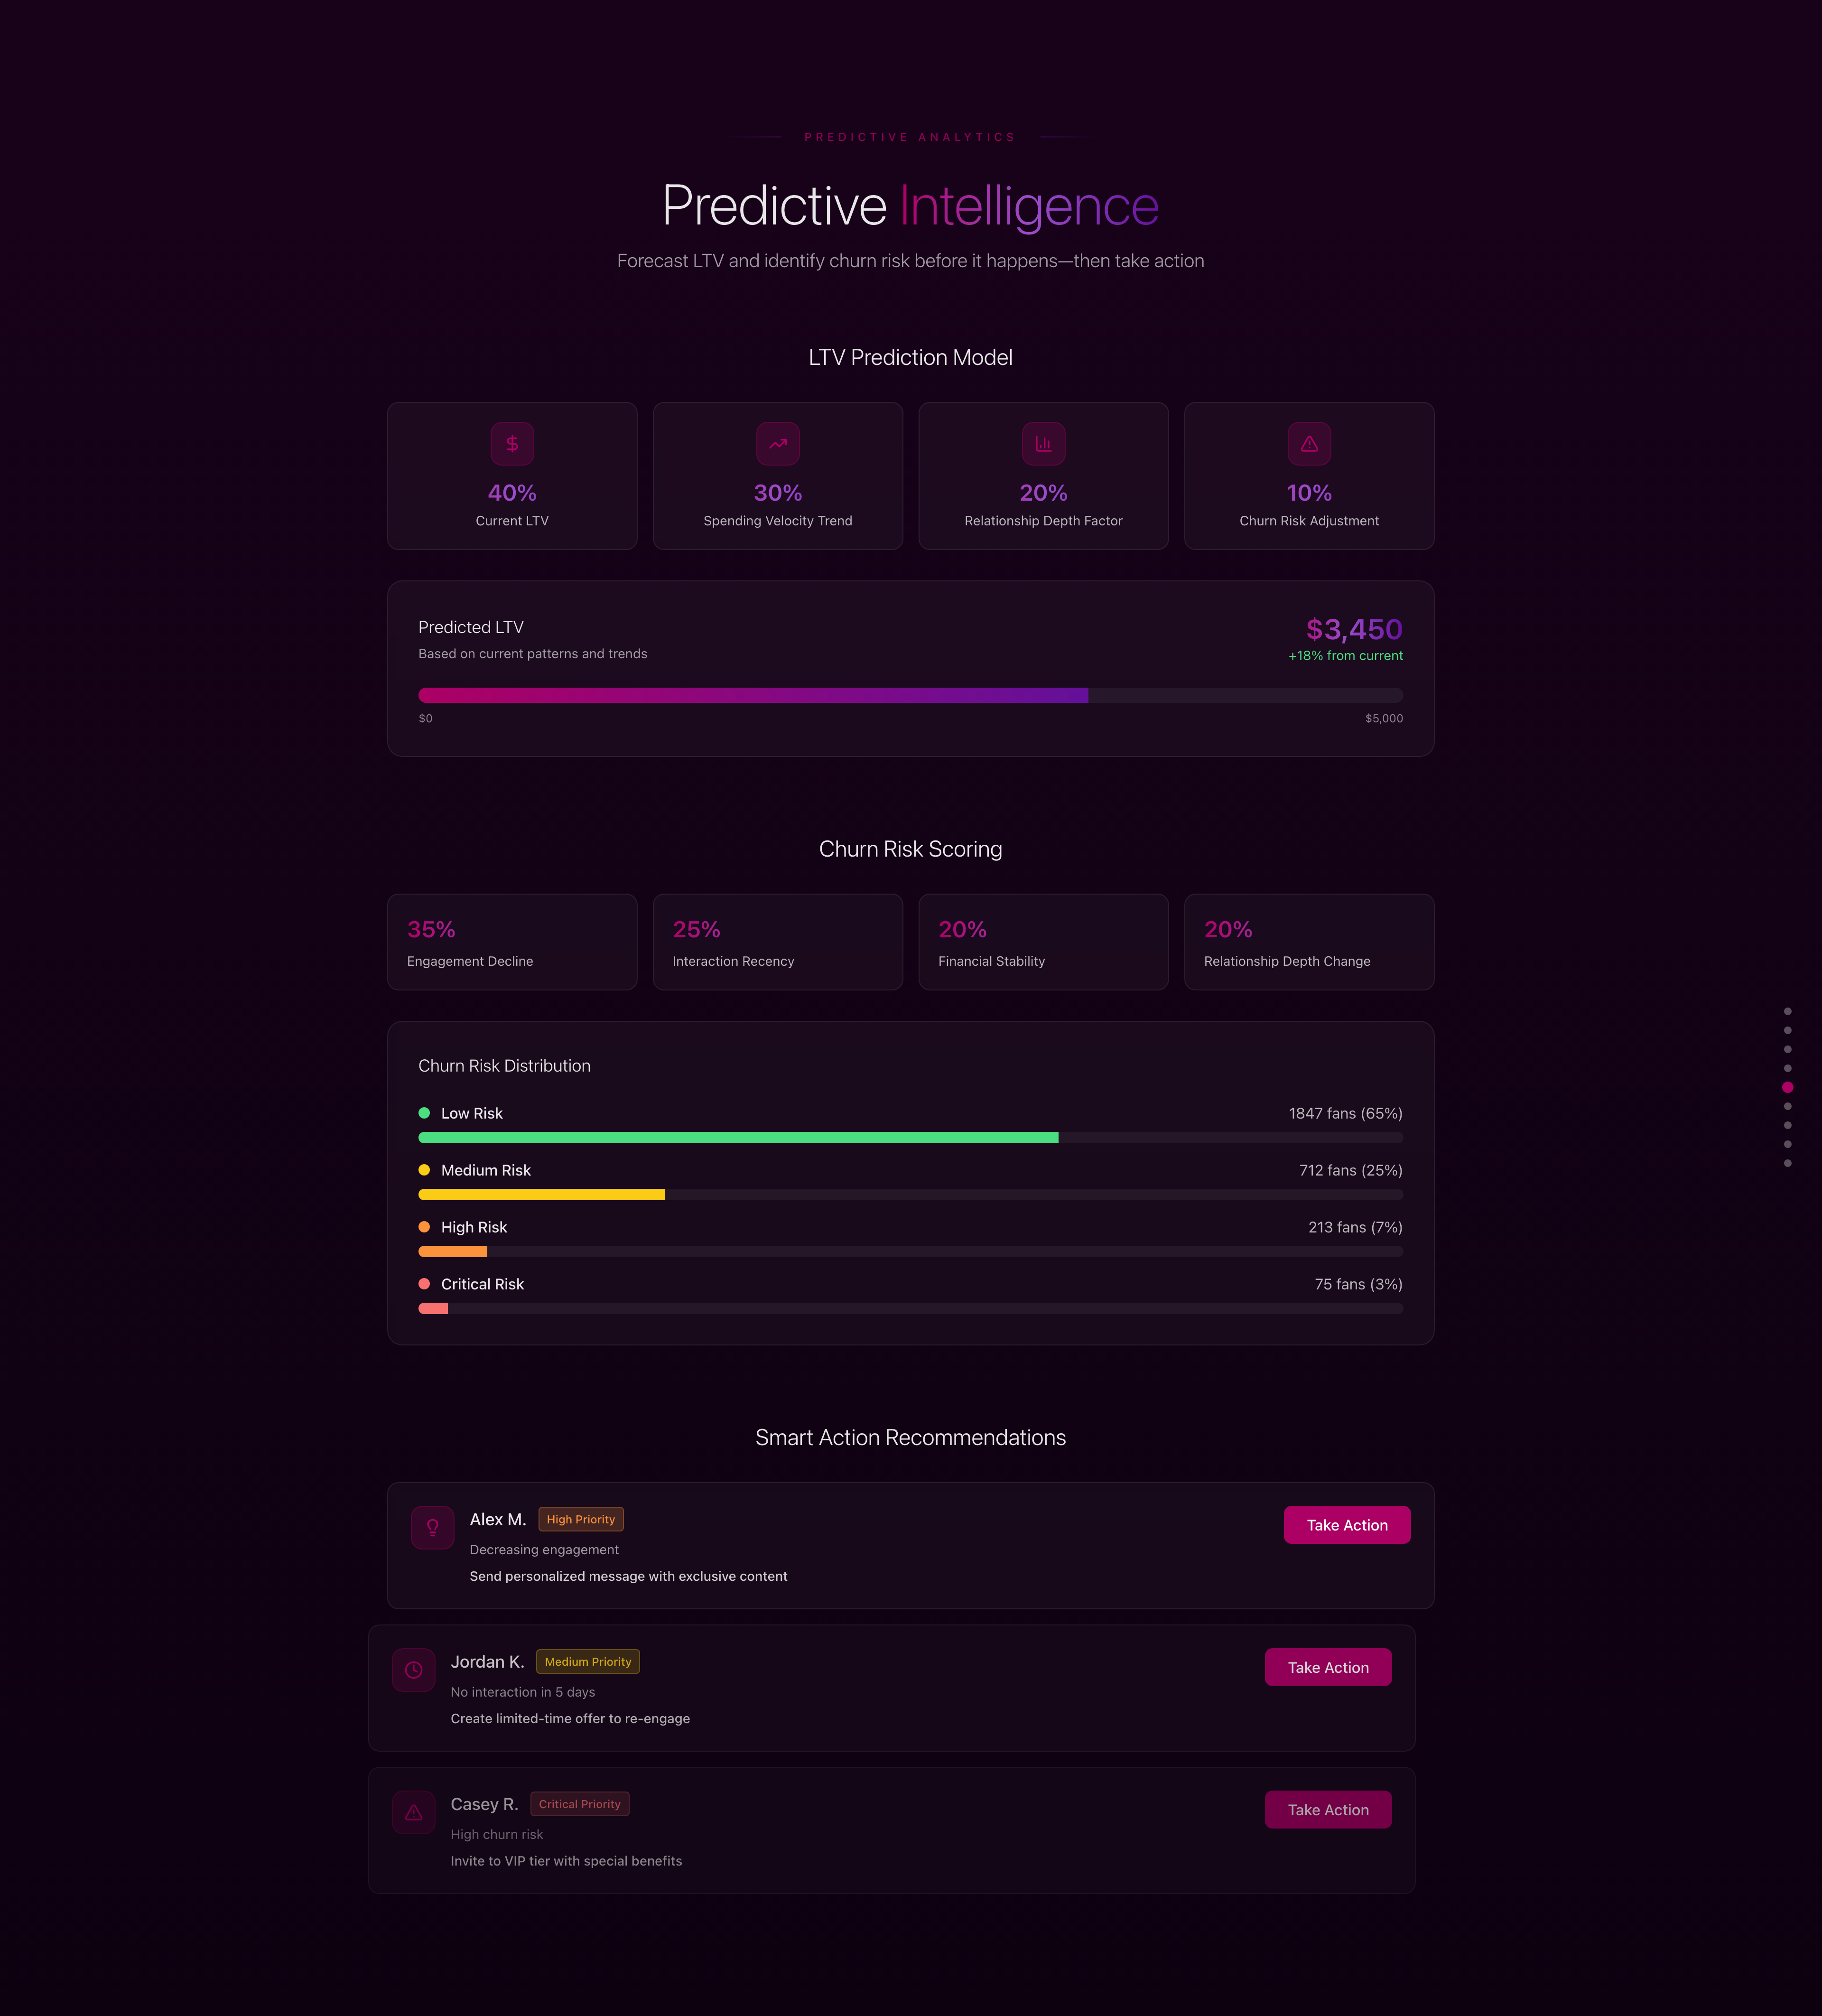 PREDICTIVE ANALYTICS
Predictive Intelligence
Forecast LTV and identify churn risk before it happens—then take action
LTV Prediction Model
40%
Current LTV
30%
Spending Velocity Trend
20%
Relationship Depth Factor
10%
Churn Risk Adjustment
Predicted LTV
Based on current patterns and trends
$3,450
+18% from current
$0
$5,000
Churn Risk Scoring
35%
Engagement Decline
25%
Interaction Recency
20%
Financial Stability
20%
Relationship Depth Change
Churn Risk Distribution
Low Risk
1847 fans (65%)
Medium Risk
712 fans (25%)
High Risk
213 fans (7%)
Critical Risk
75 fans (3%)
Smart Action Recommendations
Alex M.
High Priority
Decreasing engagement
Send personalized message with exclusive content
Take Action
Jordan K.
Medium Priority
No interaction in 5 days
Create limited-time offer to re-engage
Take Action
Casey R.
Critical Priority
High churn risk
Invite to VIP tier with special benefits
Take Action